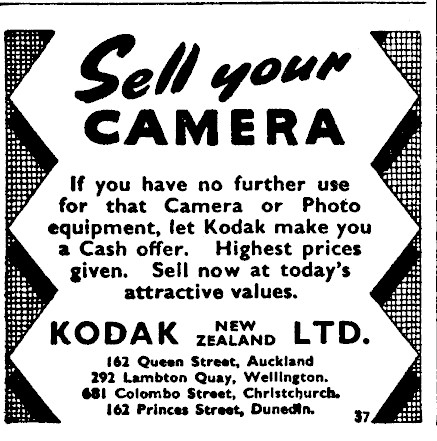 Sell your
CAMERA
If you have no further use
for that Camera or Photo
equipment, let Kodak make you
a Cash offer. Highest prices
given. Sell now at today's
attractive values.
KODAK NEW ZEALAND LTD.
162 Queen Street, Auckland
292 Lambton Quay, Wellington.
681 Colombo Street, Christchurch.
162 Princes Street, Dunedin.
37